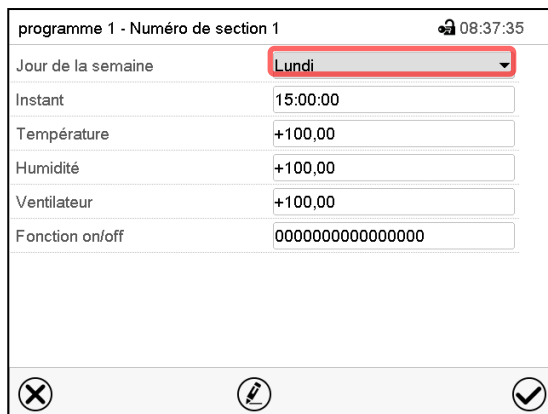 programme 1 - Numéro de section 1 08:37:35
Jour de la semaine Lundi
Instant 15:00:00
Température +100,00
Humidité +100,00
Ventilateur +100,00
Fonction on/off 0000000000000000